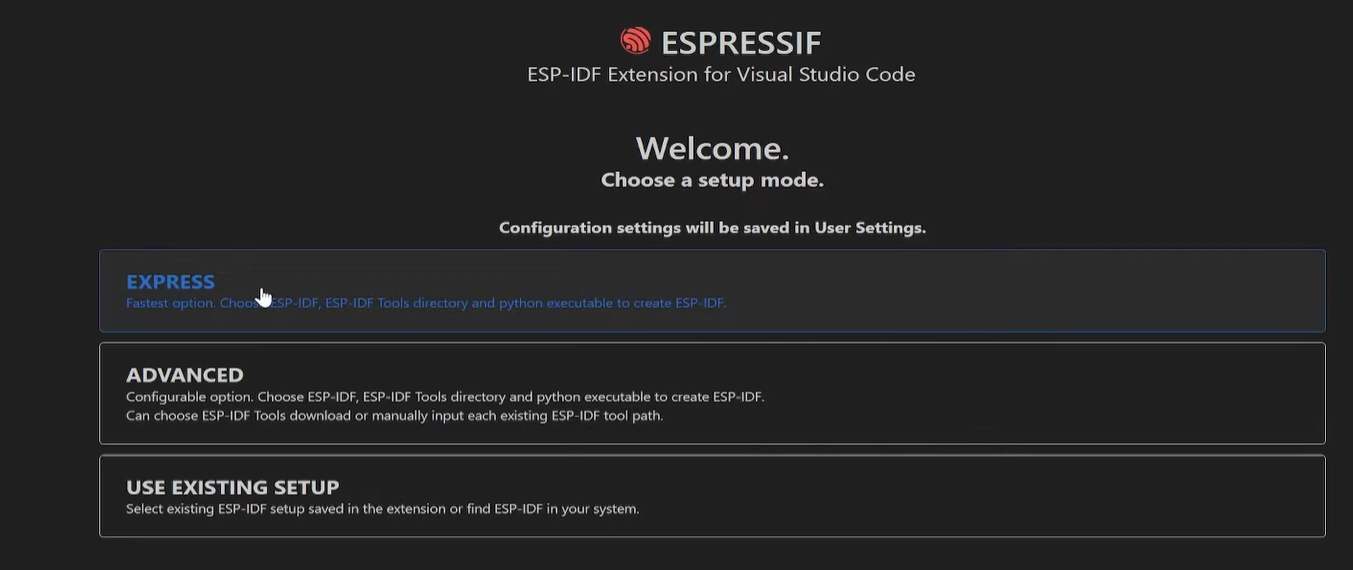 ESPRESSIF
ESP-IDF Extension for Visual Studio Code
Welcome.
Choose a setup mode.
Configuration settings will be saved in User Settings.
EXPRESS
Fastest option. Choose ESP-IDF, ESP-IDF Tools directory and python executable to create ESP-IDF.
ADVANCED
Configurable option. Choose ESP-IDF, ESP-IDF Tools directory and python executable to create ESP-IDF.
Can choose ESP-IDF Tools download or manually input each existing ESP-IDF tool path.
USE EXISTING SETUP
Select existing ESP-IDF setup saved in the extension or find ESP-IDF in your system.